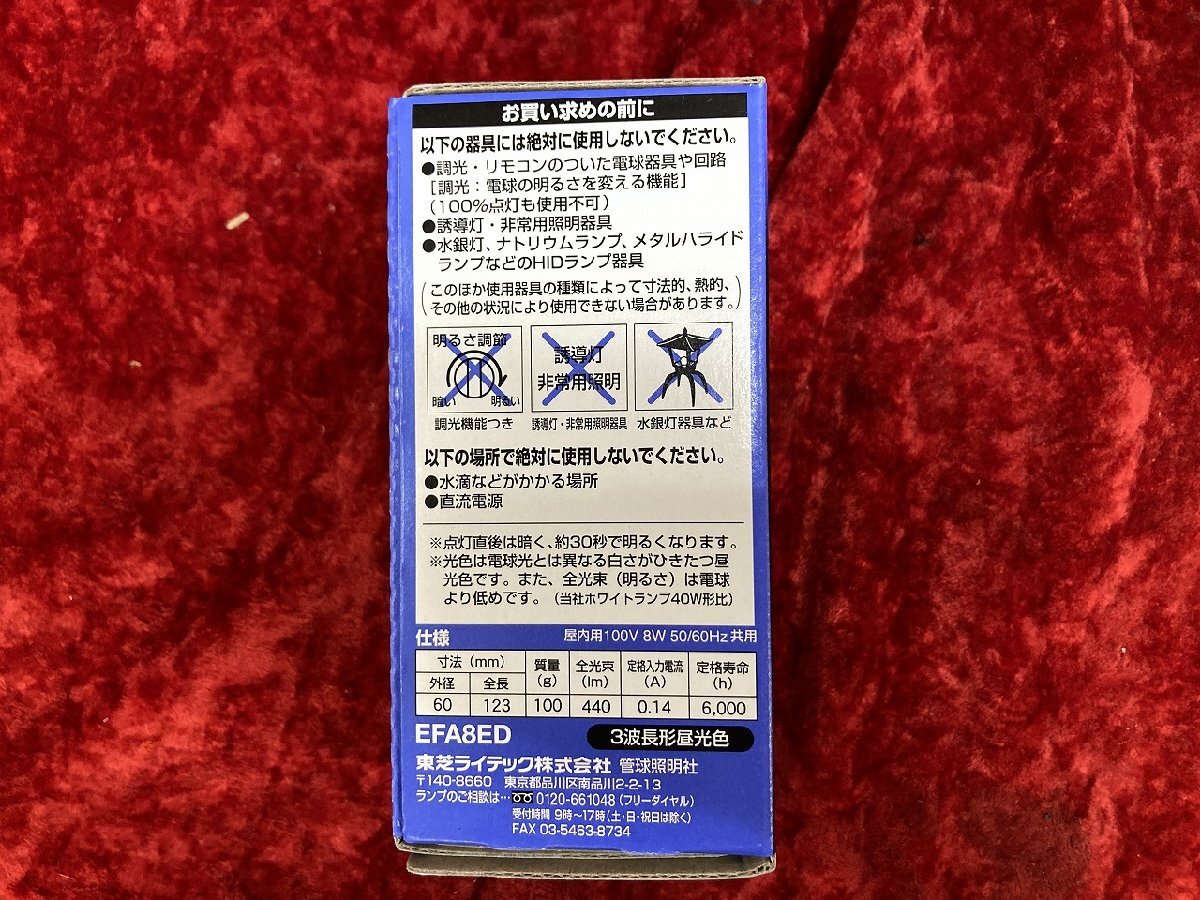 お買い求めの前に
以下の器具には絶対に使用しないでください。
●調光・リモコンのついた電球器具や回路
[調光：電球の明るさを変える機能]
(100%点灯も使用不可)
●誘導灯・非常用照明器具
●水銀灯、ナトリウムランプ、メタルハライド
ランプなどのHIDランプ器具
(このほか使用器具の種類によって寸法的、熱的、
その他の状況により使用できない場合があります。)
明るさ調節
暗い 明るい
誘導灯
非常用照明
調光機能つき 誘導灯・非常用照明器具 水銀灯器具など
以下の場所で絶対に使用しないでください。
●水滴などがかかる場所
●直流電源
※点灯直後は暗く、約30秒で明るくなります。
※光色は電球光とは異なる白さがひきたつ昼
光色です。また、全光束（明るさ）は電球
より低めです。（当社ホワイトランプ40W形比）
仕様 屋内用100V 8W 50/60Hz共用
寸法（mm） 質量 全光束 定格入力電流 定格寿命
外径 全長 (g) (lm) (A) (h)
60 123 100 440 0.14 6,000
EFA8ED 3波長形昼光色
東芝ライテック株式会社 管球照明社
〒140-8660 東京都品川区南品川2-2-13
ランプのご相談は… 0120-661048（フリーダイヤル）
受付時間 9時～17時（土・日・祝日は除く）
FAX 03-5463-8734